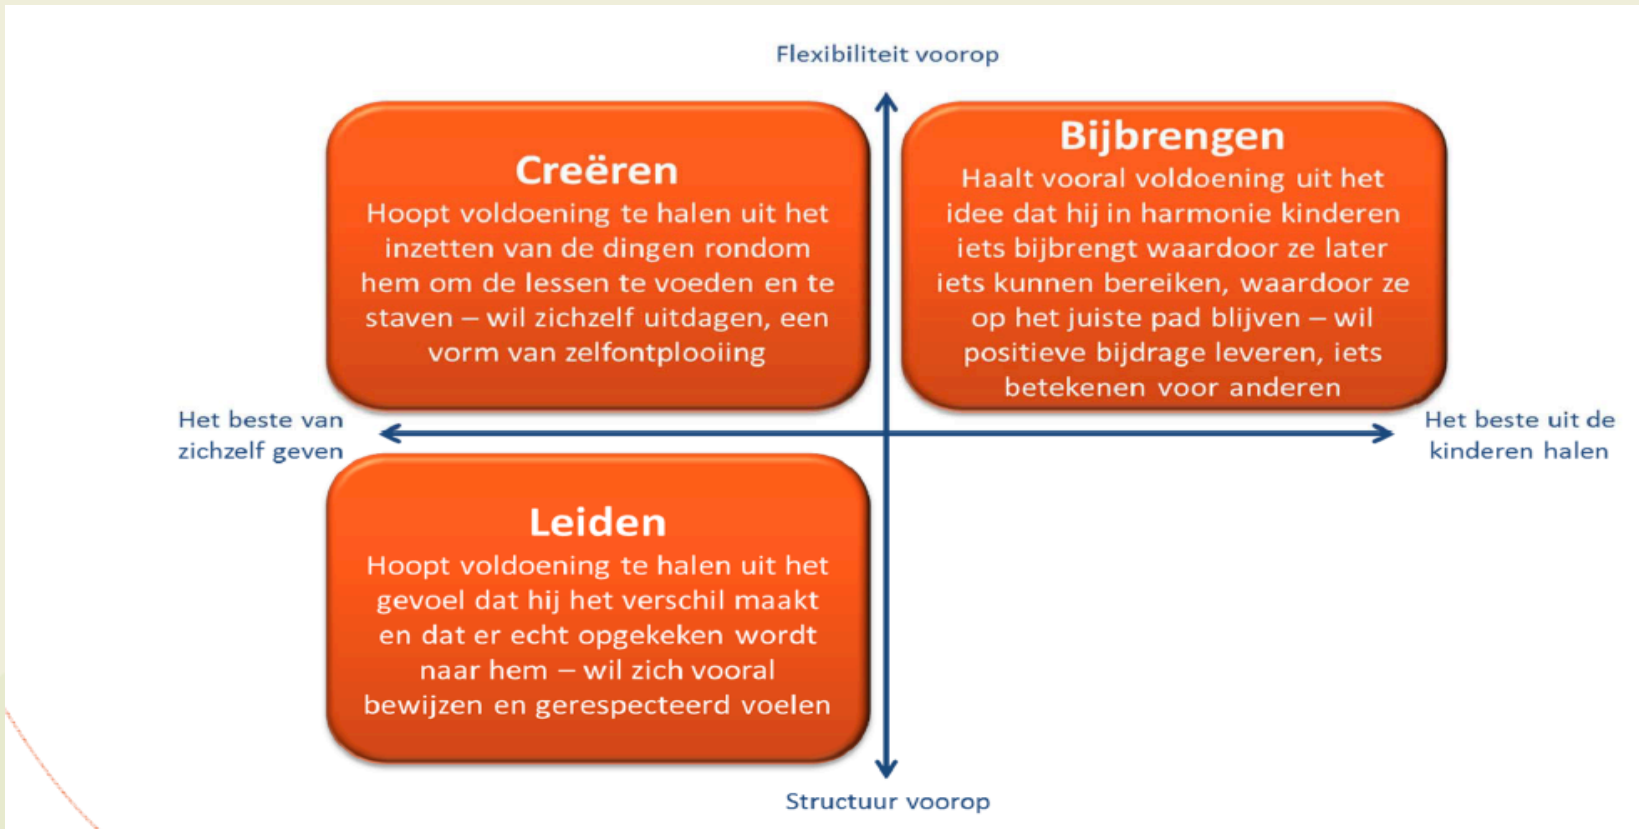 Flexibiliteit voorop
Creëren
Hoopt voldoening te halen uit het
inzetten van de dingen rondom
hem om de lessen te voeden en te
staven – wil zichzelf uitdagen, een
vorm van zelfontplooiing
Bijbrengen
Haalt vooral voldoening uit het
idee dat hij in harmonie kinderen
iets bijbrengt waardoor ze later
iets kunnen bereiken, waardoor ze
op het juiste pad blijven – wil
positieve bijdrage leveren, iets
betekenen voor anderen
Het beste van
zichzelf geven
Het beste uit de
kinderen halen
Leiden
Hoopt voldoening te halen uit het
gevoel dat hij het verschil maakt
en dat er echt opgekeken wordt
naar hem – wil zich vooral
bewijzen en gerespecteerd voelen
Structuur voorop